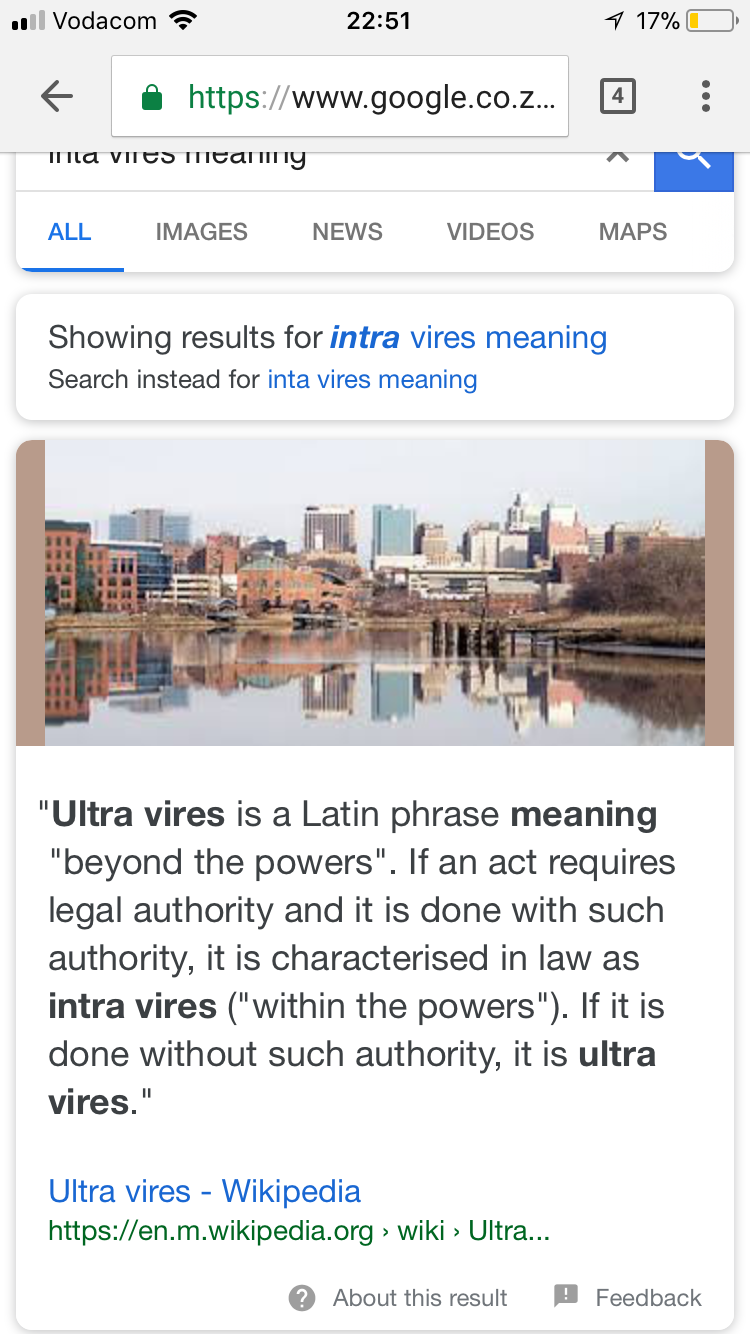 Vodacom 22:51 17%
https://www.google.co.z... 4
inta vires meaning
ALL IMAGES NEWS VIDEOS MAPS
Showing results for intra vires meaning
Search instead for inta vires meaning
"Ultra vires is a Latin phrase meaning
"beyond the powers". If an act requires
legal authority and it is done with such
authority, it is characterised in law as
intra vires ("within the powers"). If it is
done without such authority, it is ultra
vires."
Ultra vires - Wikipedia
https://en.m.wikipedia.org › wiki › Ultra...
About this result Feedback